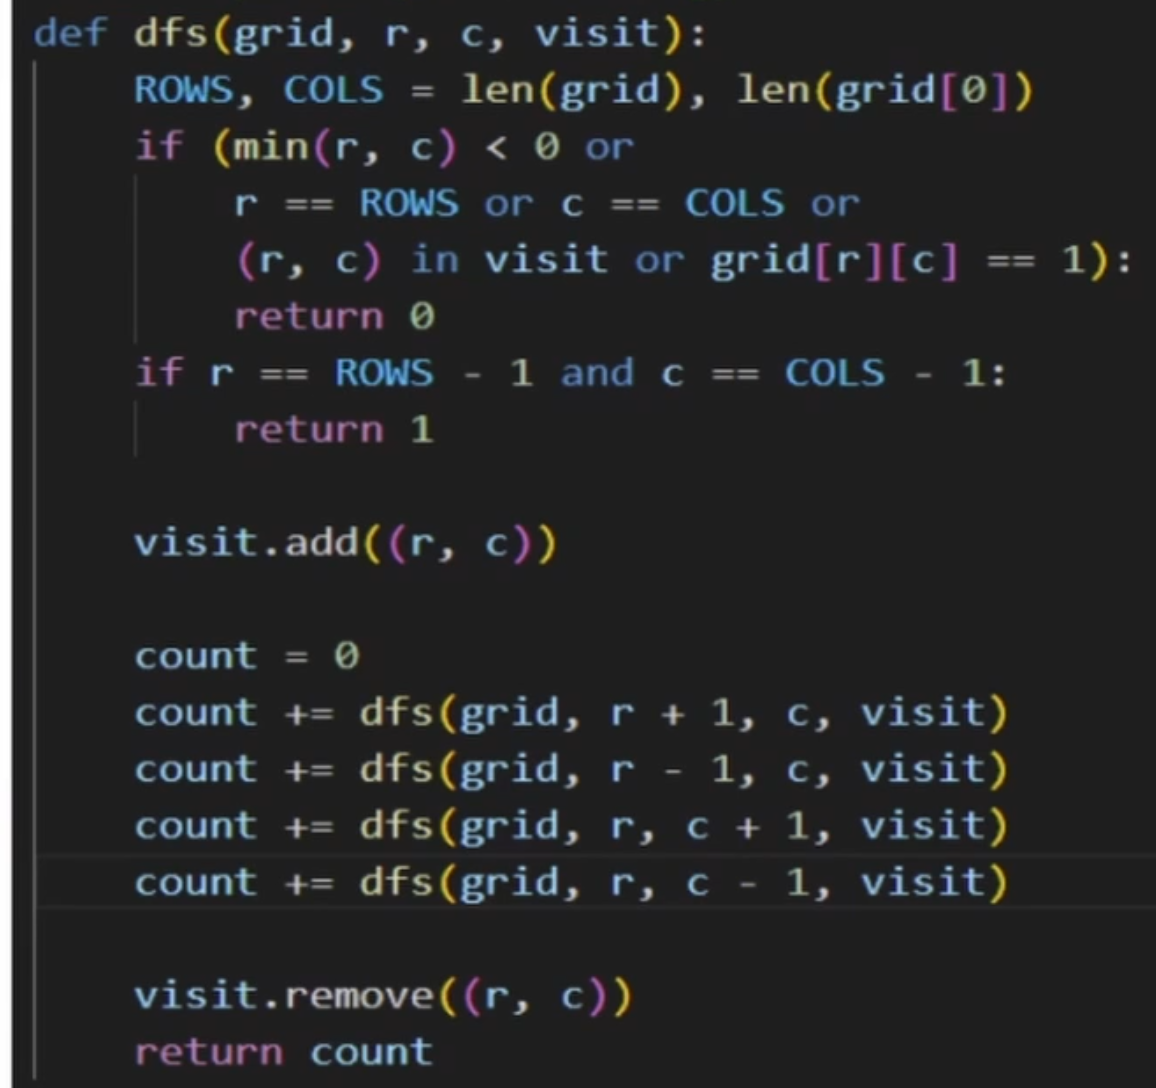 def dfs(grid, r, c, visit):
    ROWS, COLS = len(grid), len(grid[0])
    if (min(r, c) < 0 or
        r == ROWS or c == COLS or
        (r, c) in visit or grid[r][c] == 1):
        return 0
    if r == ROWS - 1 and c == COLS - 1:
        return 1
    visit.add((r, c))
    count = 0
    count += dfs(grid, r + 1, c, visit)
    count += dfs(grid, r - 1, c, visit)
    count += dfs(grid, r, c + 1, visit)
    count += dfs(grid, r, c - 1, visit)
    visit.remove((r, c))
    return count